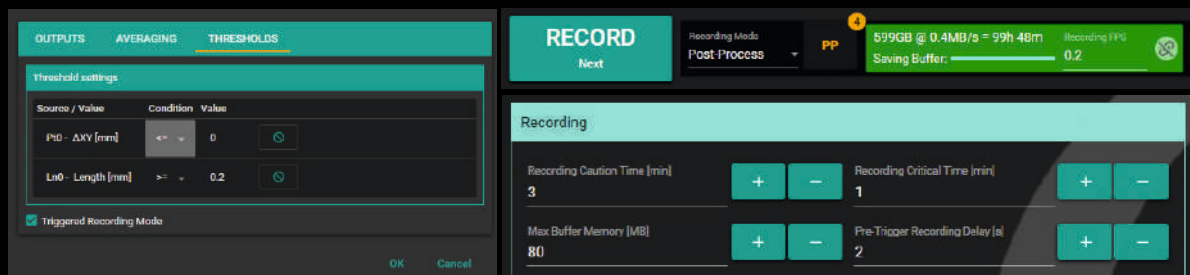 OUTPUTS AVERAGING THRESHOLDS
Threshold settings
Source / Value Condition Value
Pt0 - ΔXY [mm] <= 0
Ln0 - Length [mm] >= 0.2
Triggered Recording Mode
OK Cancel
RECORD
Next
Recording Mode
Post-Process
PP
4
599GB @ 0.4MB/s = 99h 48m
Saving Buffer:
Recording FPS
0.2
Recording
Recording Caution Time [min]
3
+ −
Recording Critical Time [min]
1
+ −
Max Buffer Memory [MB]
80
+ −
Pre-Trigger Recording Delay [s]
2
+ −